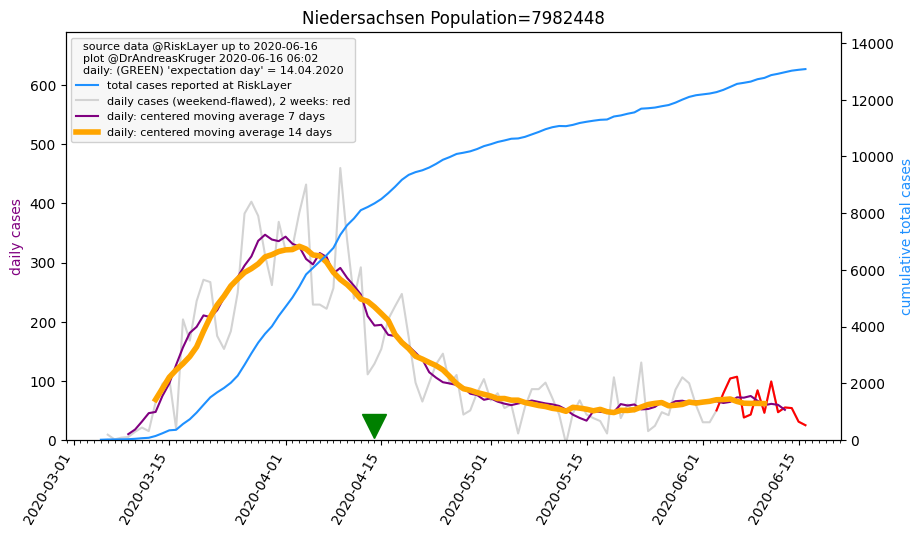 Niedersachsen Population=7982448
source data @RiskLayer up to 2020-06-16
plot @DrAndreasKruger 2020-06-16 06:02
daily: (GREEN) 'expectation day' = 14.04.2020
total cases reported at RiskLayer
daily cases (weekend-flawed), 2 weeks: red
daily: centered moving average 7 days
daily: centered moving average 14 days
daily cases
600
500
400
300
200
100
0
14000
12000
10000
8000
6000
4000
2000
0
cumulative total cases
2020-03-01
2020-03-15
2020-04-01
2020-04-15
2020-05-01
2020-05-15
2020-06-01
2020-06-15